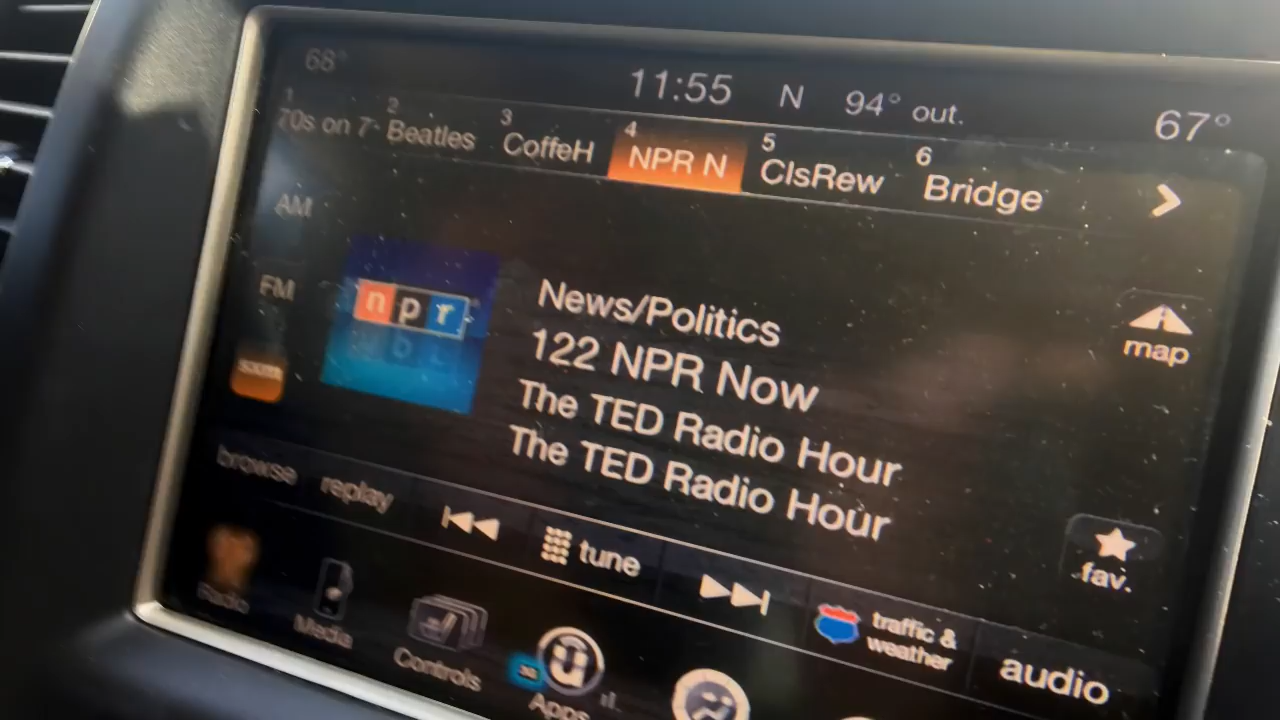 68° 11:55 N 94° out. 67°
1 2 3 4 5 6
70s on 7 Beatles CoffeH NPR N ClsRew Bridge
AM
FM
sxm
npr
News/Politics
122 NPR Now
The TED Radio Hour
The TED Radio Hour
map
fav.
browse replay tune traffic & weather audio
Radio Media Controls Apps